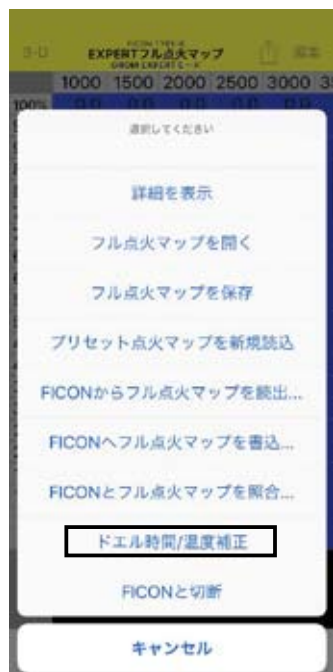 3-D
EXPERTフル点火マップ
編集
1000 1500 2000 2500 3000
100%
選択してください
詳細を表示
フル点火マップを開く
フル点火マップを保存
プリセット点火マップを新規読込
FICONからフル点火マップを読出...
FICONへフル点火マップを書込...
FICONとフル点火マップを照合...
ドエル時間/温度補正
FICONと切断
キャンセル